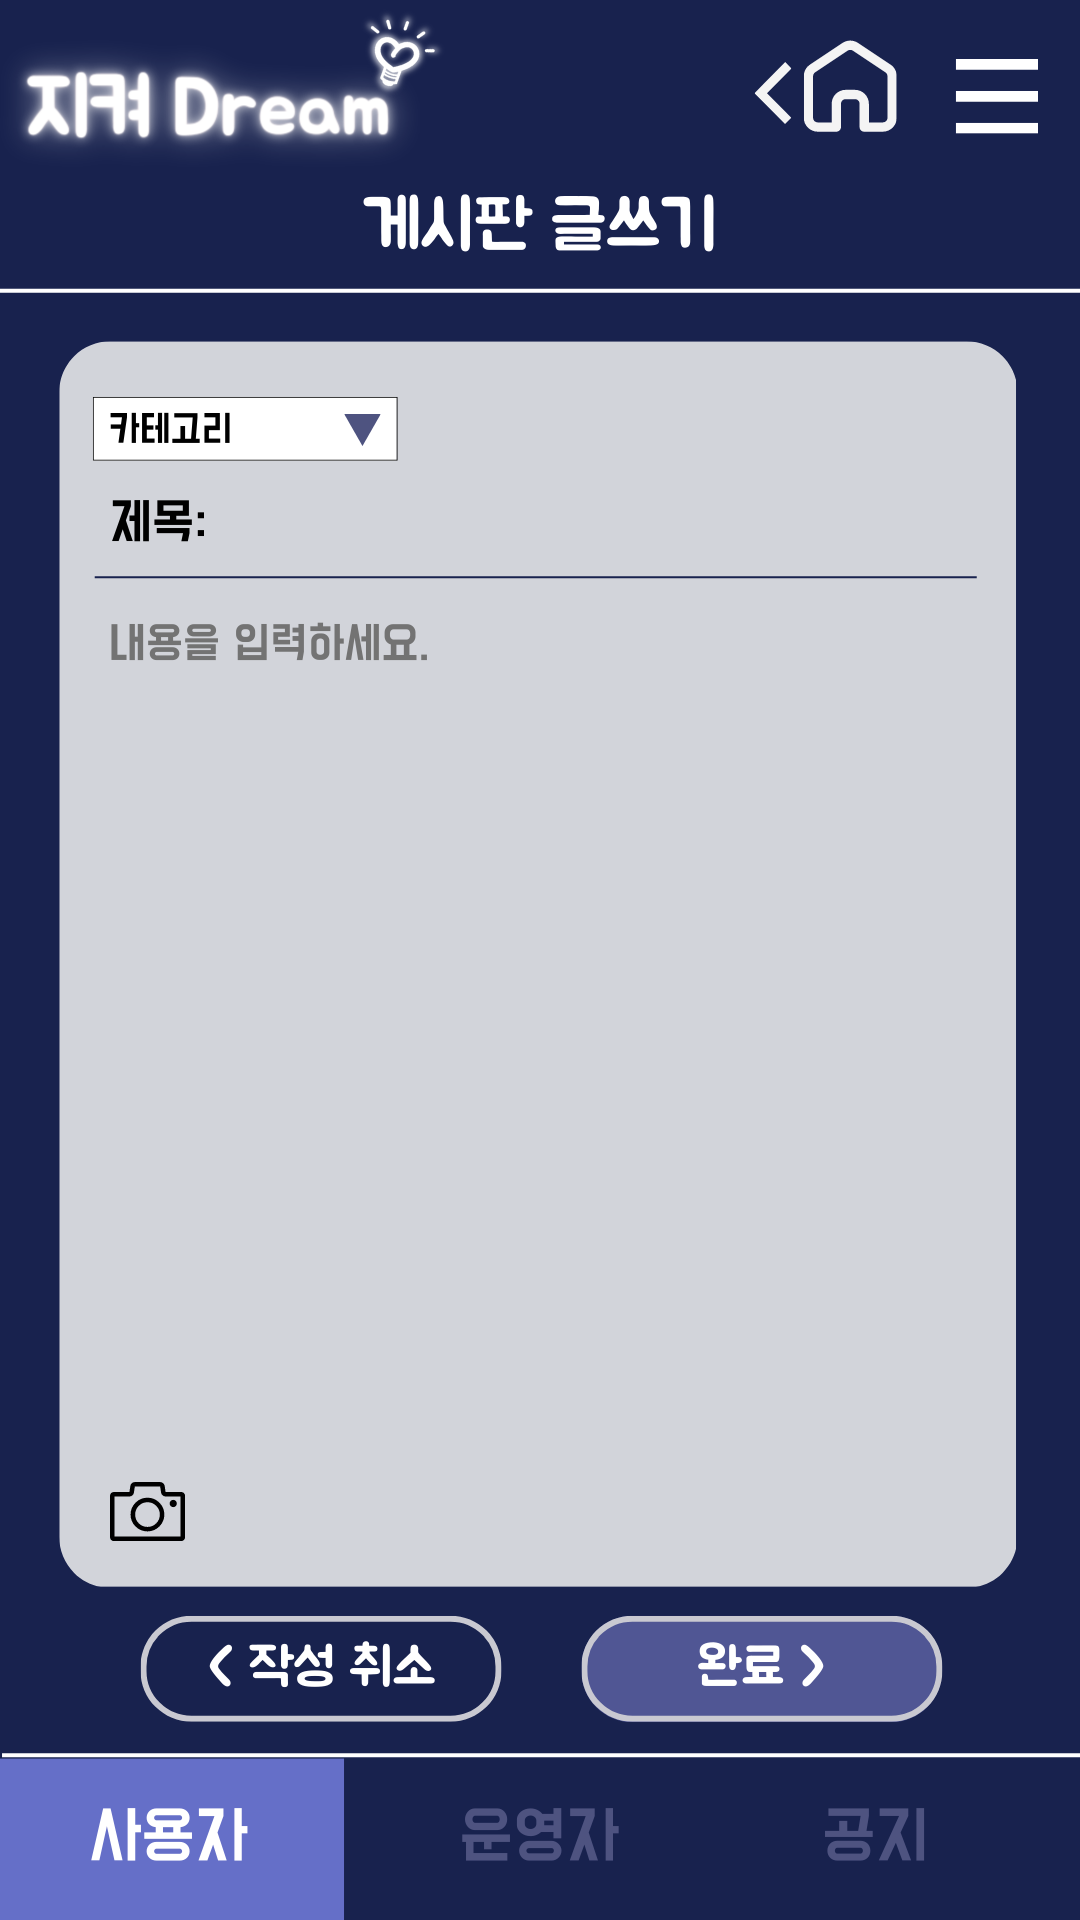 지켜 Dream
게시판 글쓰기
카테고리
제목:
내용을 입력하세요.
작성 취소
완료
사용자
운영자
공지